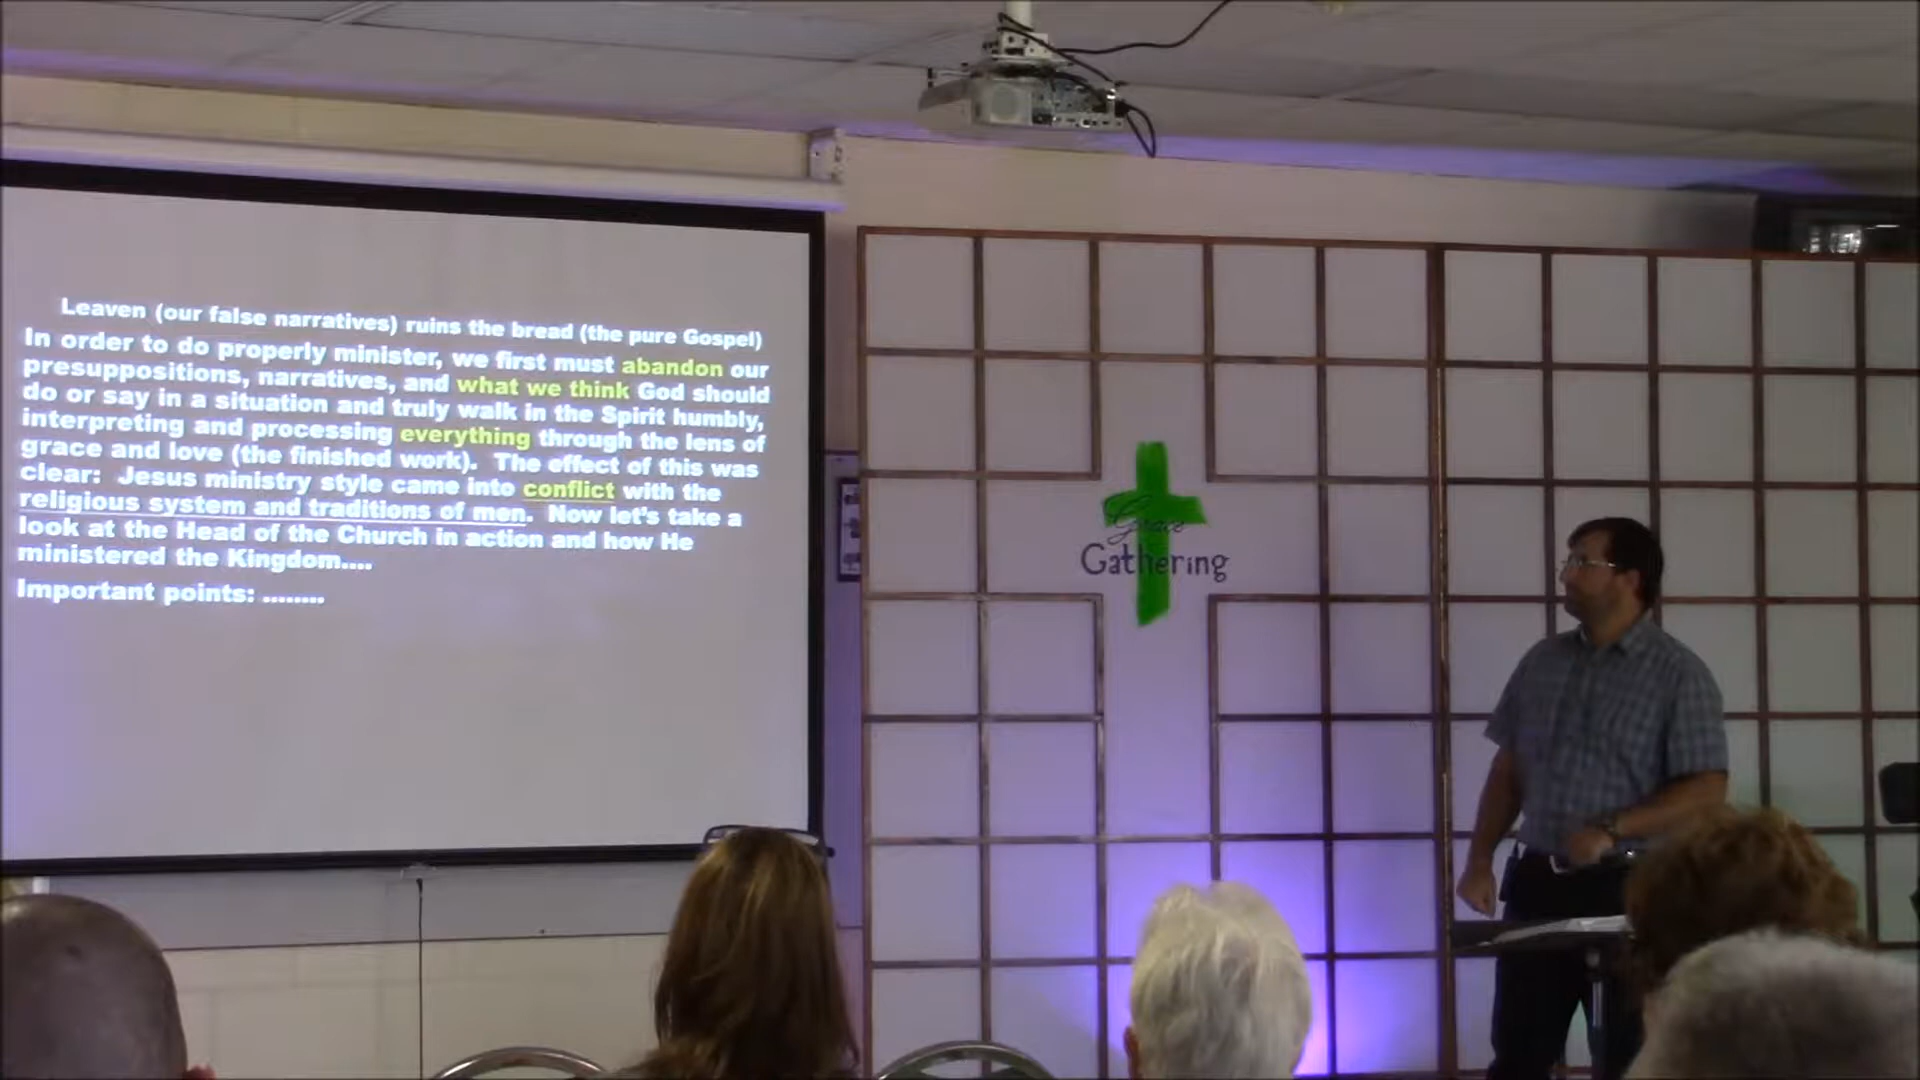 Leaven (our false narratives) ruins the bread (the pure Gospel)
In order to do properly minister, we first must abandon our
presuppositions, narratives, and what we think God should
do or say in a situation and truly walk in the Spirit humbly,
interpreting and processing everything through the lens of
grace and love (the finished work).  The effect of this was
clear:  Jesus ministry style came into conflict with the
religious system and traditions of men.  Now let's take a
look at the Head of the Church in action and how He
ministered the Kingdom....
Important points: ........
Grace
Gathering